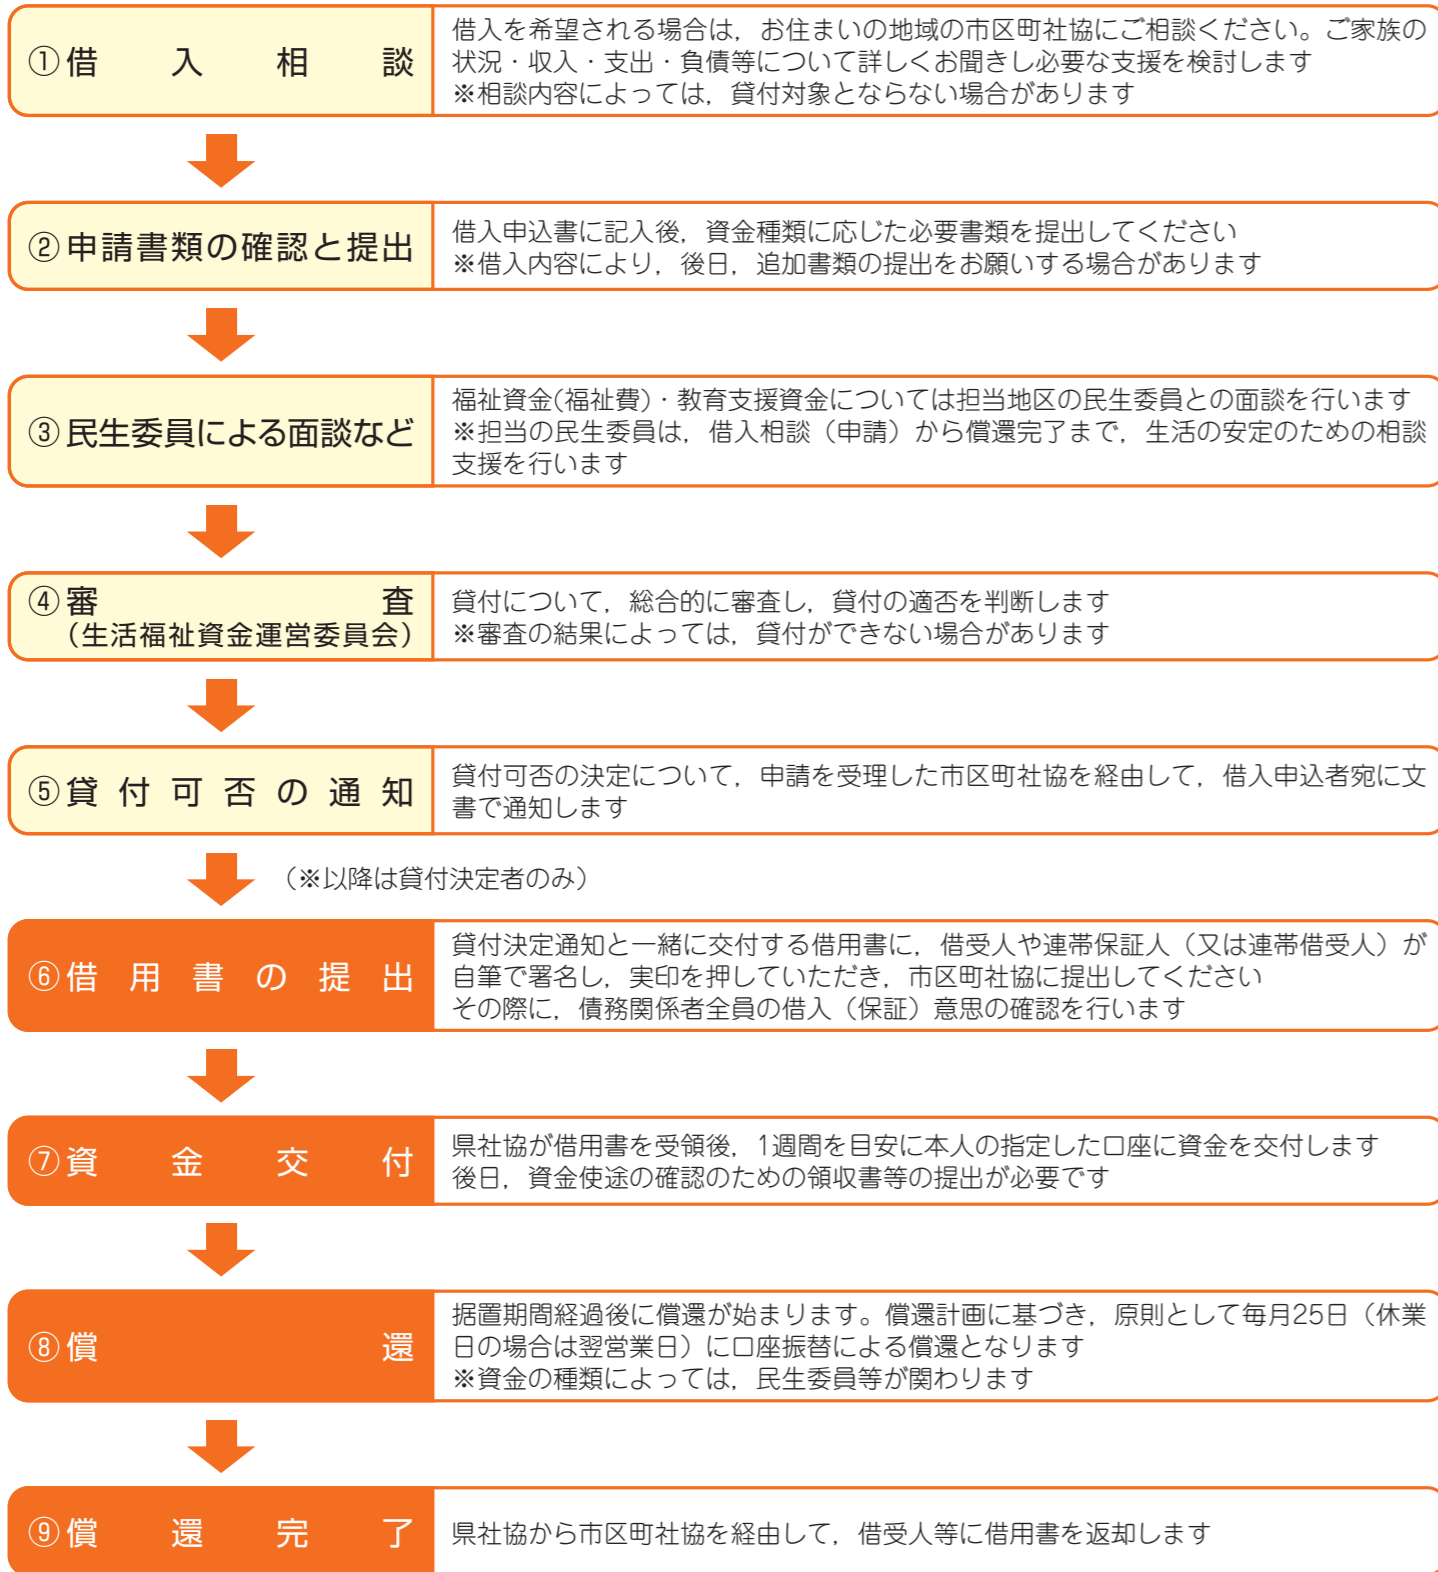 ①借入相談
借入を希望される場合は，お住まいの地域の市区町社協にご相談ください。ご家族の
状況・収入・支出・負債等について詳しくお聞きし必要な支援を検討します
※相談内容によっては，貸付対象とならない場合があります
②申請書類の確認と提出
借入申込書に記入後，資金種類に応じた必要書類を提出してください
※借入内容により，後日，追加書類の提出をお願いする場合があります
③民生委員による面談など
福祉資金(福祉費)・教育支援資金については担当地区の民生委員との面談を行います
※担当の民生委員は，借入相談（申請）から償還完了まで，生活の安定のための相談
支援を行います
④審査
（生活福祉資金運営委員会）
貸付について，総合的に審査し，貸付の適否を判断します
※審査の結果によっては，貸付ができない場合があります
⑤貸付可否の通知
貸付可否の決定について，申請を受理した市区町社協を経由して，借入申込者宛に文
書で通知します
（※以降は貸付決定者のみ）
⑥借用書の提出
貸付決定通知と一緒に交付する借用書に，借受人や連帯保証人（又は連帯借受人）が
自筆で署名し，実印を押していただき，市区町社協に提出してください
その際に，債務関係者全員の借入（保証）意思の確認を行います
⑦資金交付
県社協が借用書を受領後，1週間を目安に本人の指定した口座に資金を交付します
後日，資金使途の確認のための領収書等の提出が必要です
⑧償還
据置期間経過後に償還が始まります。償還計画に基づき，原則として毎月25日（休業
日の場合は翌営業日）に口座振替による償還となります
※資金の種類によっては，民生委員等が関わります
⑨償還完了
県社協から市区町社協を経由して，借受人等に借用書を返却します